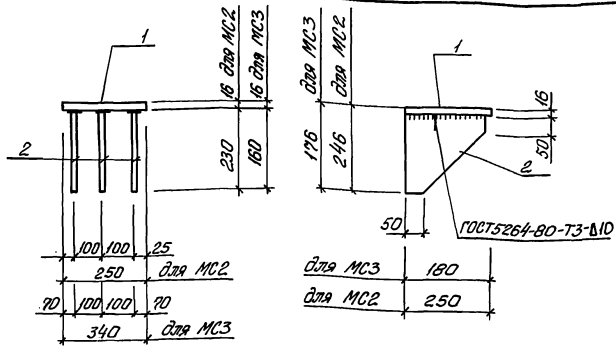 1
2
16 для МС2
16 для МС3
230
160
100 100 25
250 для МС2
70 100 100 70
340 для МС3
для МС3
для МС2
176
246
1
16
50
2
50
ГОСТ5264-80-Т3-Δ10
для МС3 180
для МС2 250